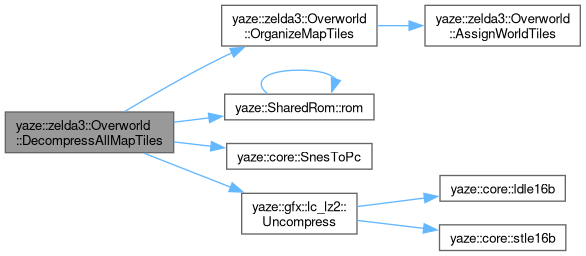 yaze::zelda3::Overworld
::DecompressAllMapTiles
yaze::zelda3::Overworld
::OrganizeMapTiles
yaze::zelda3::Overworld
::AssignWorldTiles
yaze::SharedRom::rom
yaze::core::SnesToPc
yaze::gfx::lc_lz2::
Uncompress
yaze::core::ldle16b
yaze::core::stle16b